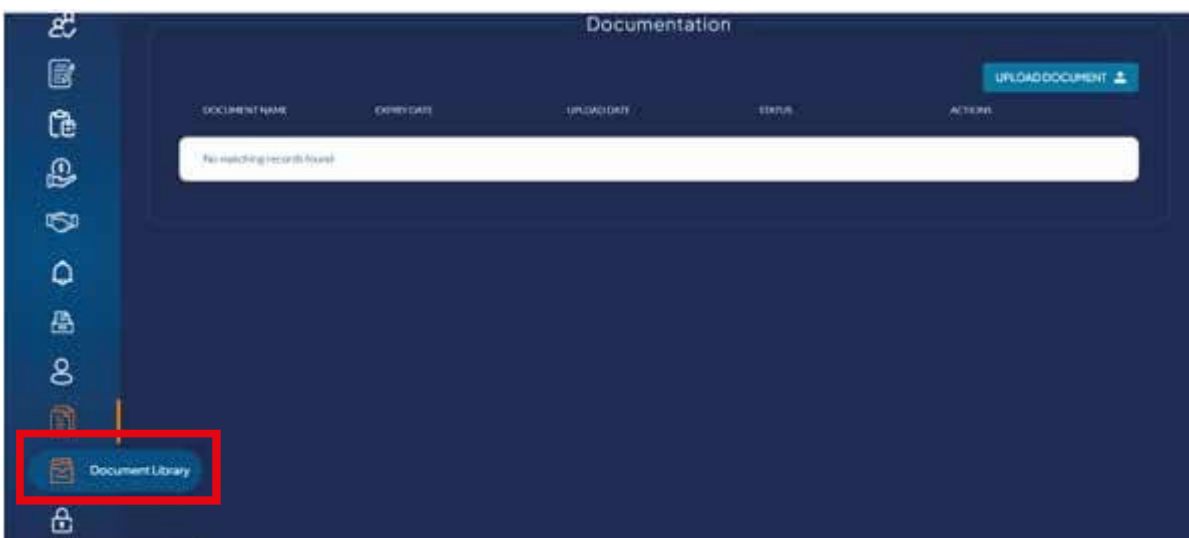 Documentation
UPLOAD DOCUMENT
DOCUMENT NAME EXPIRY DATE UPLOAD DATE STATUS ACTIONS
No matching records found
Document Library